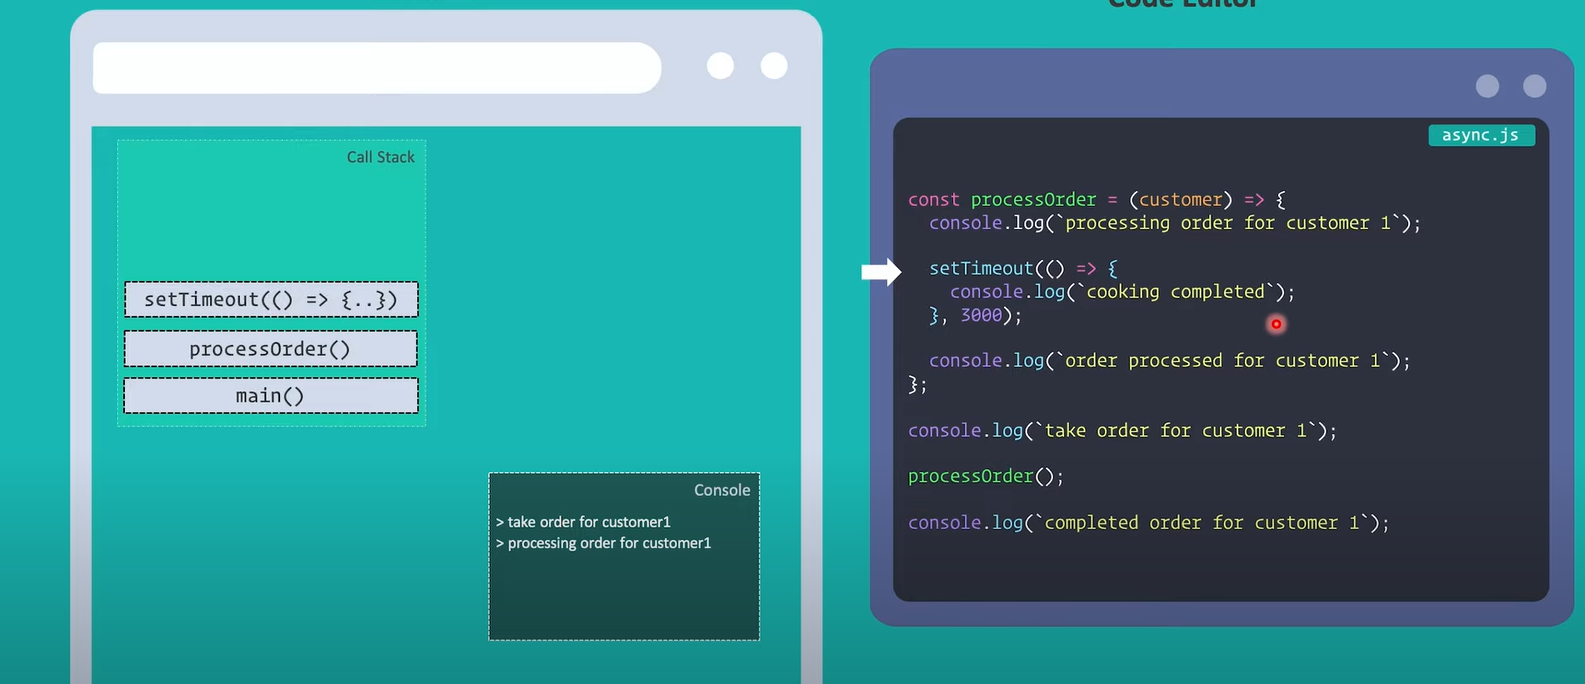 Code Editor
Call Stack
setTimeout(() => {..})
processOrder()
main()
Console
> take order for customer1
> processing order for customer1
async.js
const processOrder = (customer) => {
  console.log(`processing order for customer 1`);
  setTimeout(() => {
    console.log(`cooking completed`);
  }, 3000);
  console.log(`order processed for customer 1`);
};
console.log(`take order for customer 1`);
processOrder();
console.log(`completed order for customer 1`);